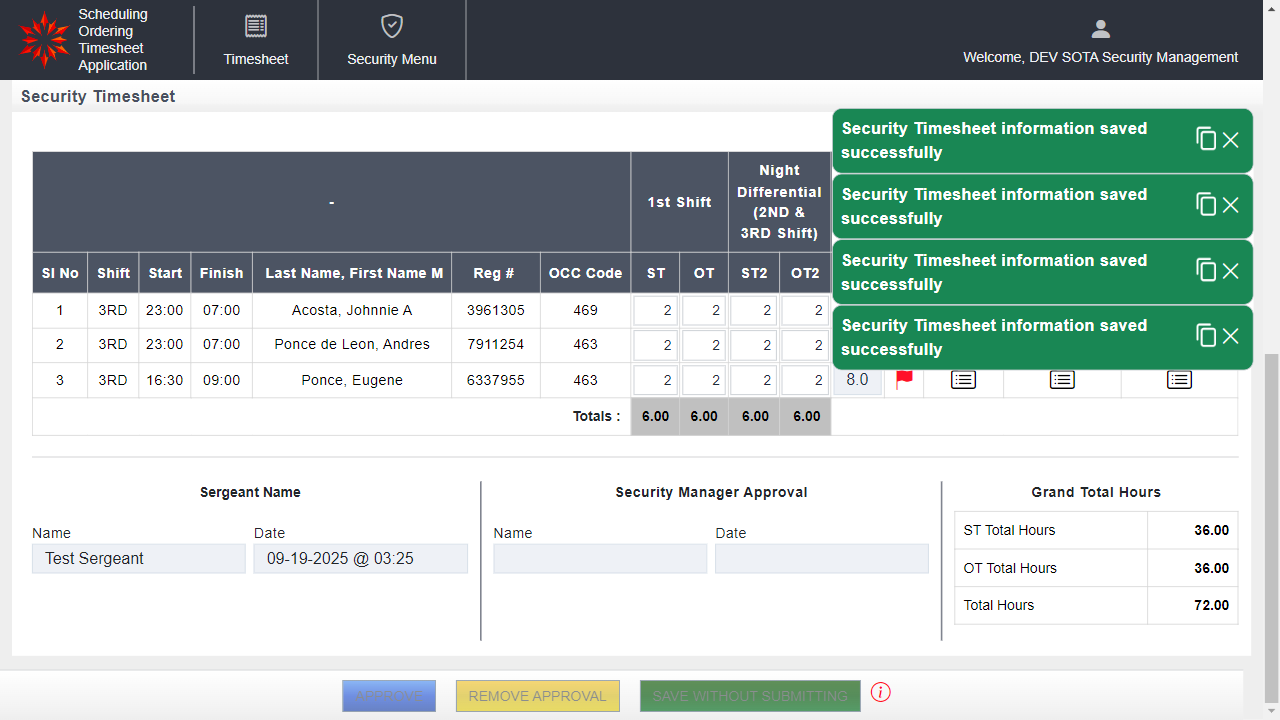 Scheduling
Ordering
Timesheet
Application
Timesheet
Security Menu
Welcome, DEV SOTA Security Management
Security Timesheet
Security Timesheet information saved
successfully
Security Timesheet information saved
successfully
Security Timesheet information saved
successfully
Security Timesheet information saved
successfully
-
1st Shift
Night
Differential
(2ND &
3RD Shift)
Sl No Shift Start Finish Last Name, First Name M Reg # OCC Code ST OT ST2 OT2
1 3RD 23:00 07:00 Acosta, Johnnie A 3961305 469 2 2 2 2
2 3RD 23:00 07:00 Ponce de Leon, Andres 7911254 463 2 2 2 2
3 3RD 16:30 09:00 Ponce, Eugene 6337955 463 2 2 2 2 8.0
Totals : 6.00 6.00 6.00 6.00
Sergeant Name
Name Date
Test Sergeant 09-19-2025 @ 03:25
Security Manager Approval
Name Date
Grand Total Hours
ST Total Hours 36.00
OT Total Hours 36.00
Total Hours 72.00
APPROVE REMOVE APPROVAL SAVE WITHOUT SUBMITTING i